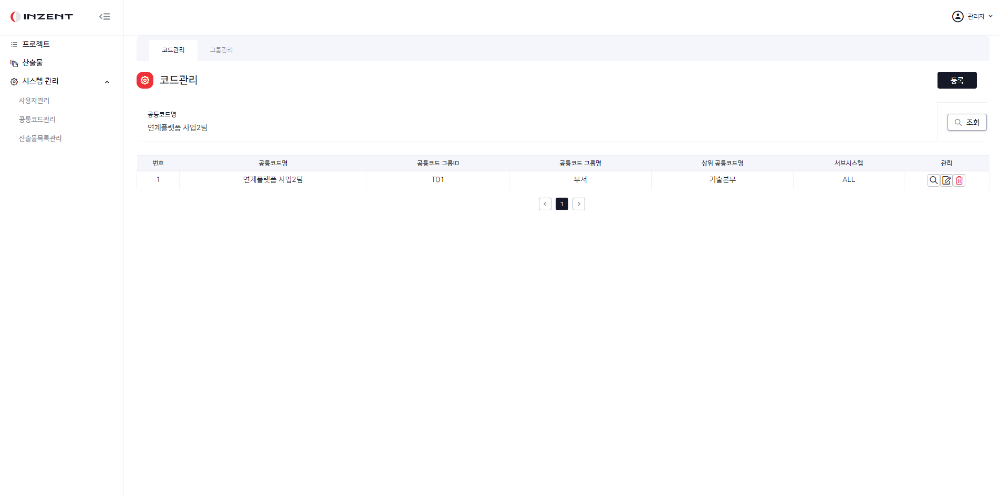 INZENT
관리자
프로젝트
산출물
시스템 관리
사용자관리
공통코드관리
산출물목록관리
코드관리 그룹관리
코드관리
등록
공통코드명
연계플랫폼 사업2팀
조회
번호 공통코드명 공통코드 그룹ID 공통코드 그룹명 상위 공통코드명 서브시스템 관리
1 연계플랫폼 사업2팀 T01 부서 기술본부 ALL
1